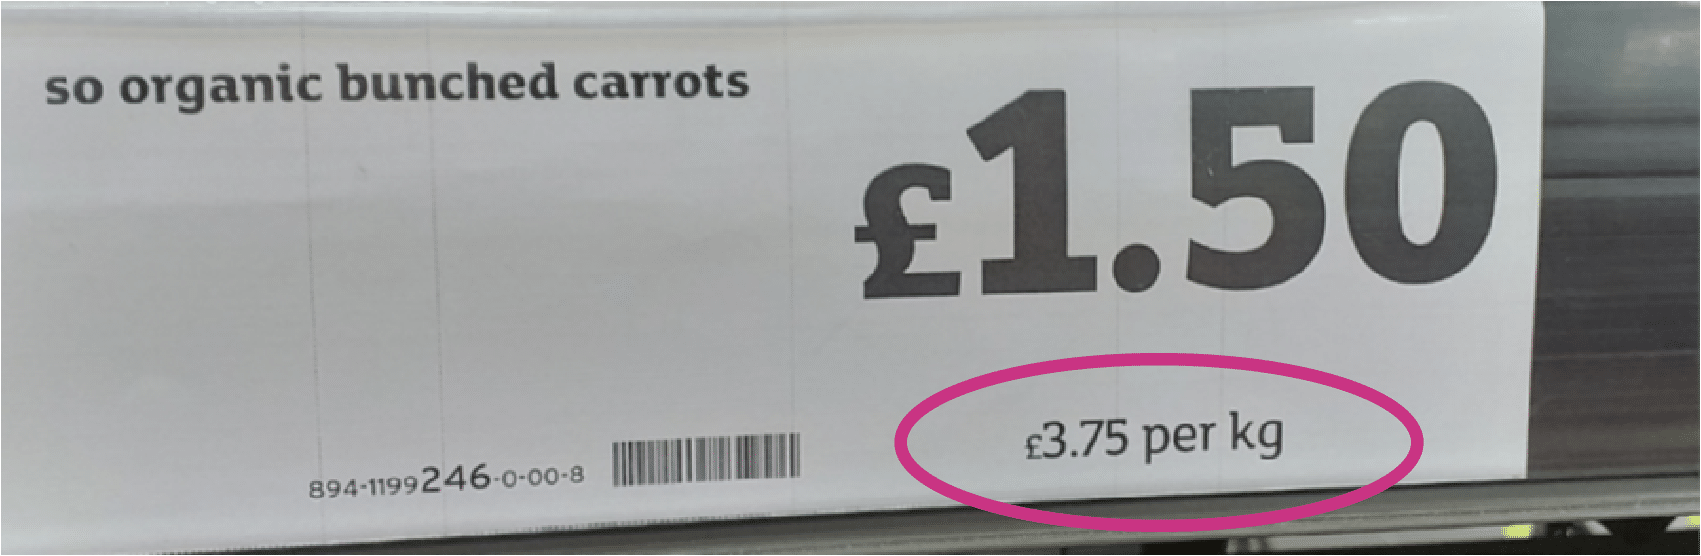 so organic bunched carrots
£1.50
£3.75 per kg
894-1199246-0-00-8